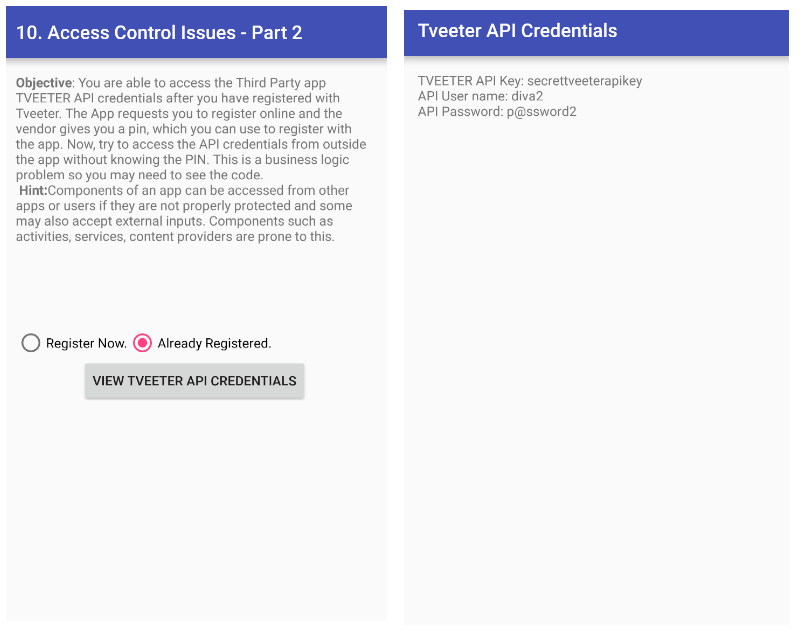 10. Access Control Issues - Part 2
Objective: You are able to access the Third Party app
TVEETER API credentials after you have registered with
Tveeter. The App requests you to register online and the
vendor gives you a pin, which you can use to register with
the app. Now, try to access the API credentials from outside
the app without knowing the PIN. This is a business logic
problem so you may need to see the code.
Hint:Components of an app can be accessed from other
apps or users if they are not properly protected and some
may also accept external inputs. Components such as
activities, services, content providers are prone to this.
Register Now.
Already Registered.
VIEW TVEETER API CREDENTIALS
Tveeter API Credentials
TVEETER API Key: secrettveeterapikey
API User name: diva2
API Password: p@ssword2